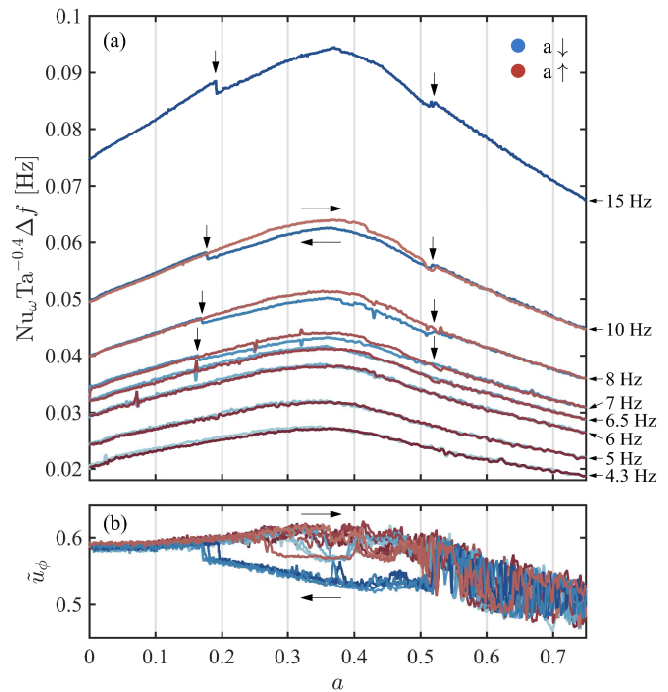 (a)
a ↓
a ↑
0.1
0.09
0.08
0.07
0.06
0.05
0.04
0.03
0.02
Nu_ω Ta^−0.4 Δf [Hz]
15 Hz
10 Hz
8 Hz
7 Hz
6.5 Hz
6 Hz
5 Hz
4.3 Hz
(b)
0.6
0.5
ũ_ϕ
0 0.1 0.2 0.3 0.4 0.5 0.6 0.7
a